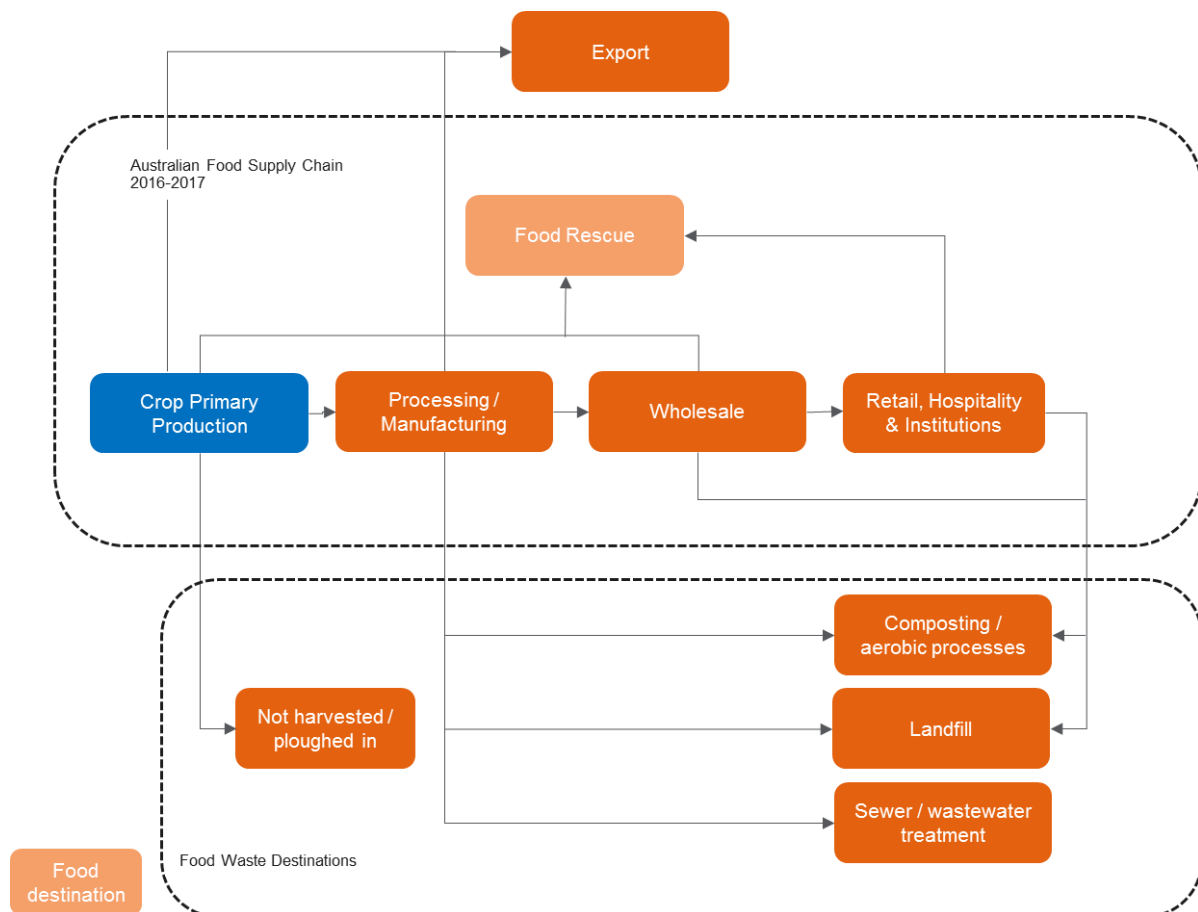 Export
Australian Food Supply Chain
2016-2017
Food Rescue
Crop Primary
Production
Processing /
Manufacturing
Wholesale
Retail, Hospitality
& Institutions
Composting /
aerobic processes
Not harvested /
ploughed in
Landfill
Sewer / wastewater
treatment
Food Waste Destinations
Food
destination